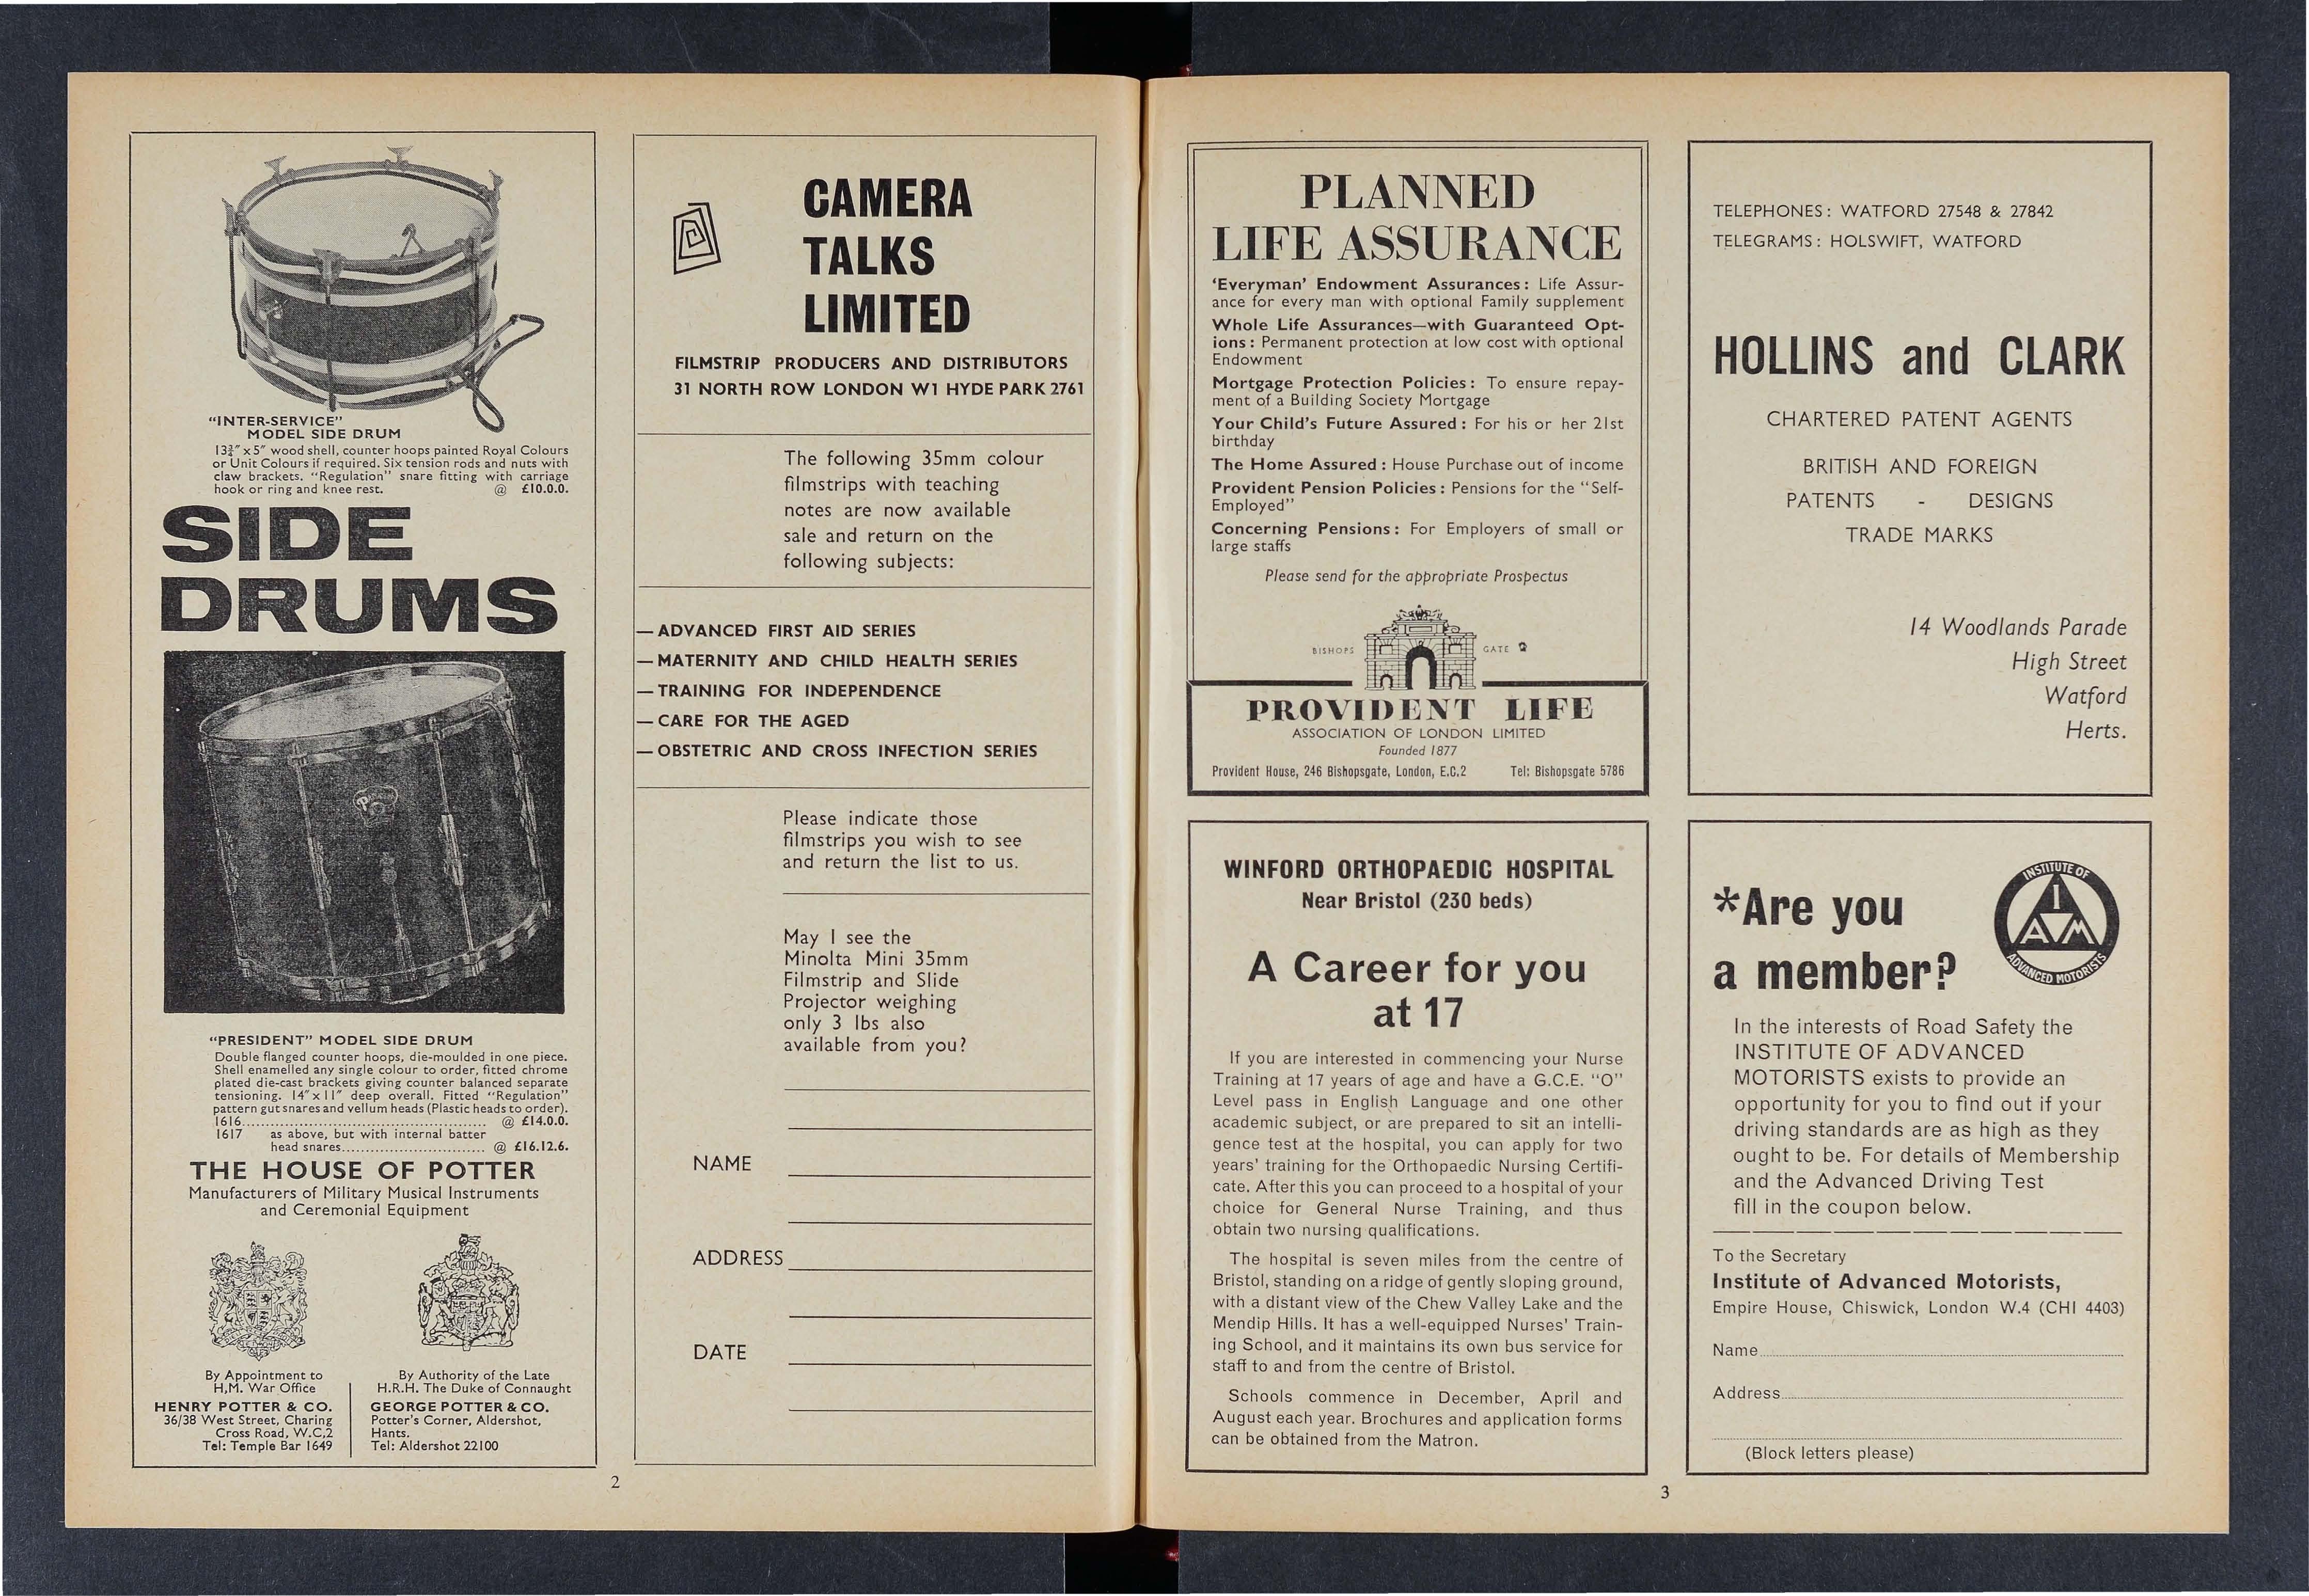 "INTER-SERVICE"
MODEL SIDE DRUM
13¾" x 5" wood shell, counter hoops painted Royal Colours
or Unit Colours if required. Six tension rods and nuts with
claw brackets. "Regulation" snare fitting with carriage
hook or ring and knee rest. @ £10.0.0.
SIDE
DRUMS
"PRESIDENT" MODEL SIDE DRUM
Double flanged counter hoops, die-moulded in one piece.
Shell enamelled any single colour to order, fitted chrome
plated die-cast brackets giving counter balanced separate
tensioning. 14" x 11" deep overall. Fitted "Regulation"
pattern gut snares and vellum heads (Plastic heads to order).
1616................................................ @ £14.0.0.
1617 as above, but with internal batter
head snares............................. @ £16.12.6.
THE HOUSE OF POTTER
Manufacturers of Military Musical Instruments
and Ceremonial Equipment
By Appointment to
H.M. War Office
HENRY POTTER & CO.
36/38 West Street, Charing
Cross Road, W.C.2
Tel: Temple Bar 1649
By Authority of the Late
H.R.H. The Duke of Connaught
GEORGE POTTER & CO.
Potter's Corner, Aldershot,
Hants.
Tel: Aldershot 22100
CAMERA
TALKS
LIMITED
FILMSTRIP PRODUCERS AND DISTRIBUTORS
31 NORTH ROW LONDON W1 HYDE PARK 2761
The following 35mm colour
filmstrips with teaching
notes are now available
sale and return on the
following subjects:
— ADVANCED FIRST AID SERIES
— MATERNITY AND CHILD HEALTH SERIES
— TRAINING FOR INDEPENDENCE
— CARE FOR THE AGED
— OBSTETRIC AND CROSS INFECTION SERIES
Please indicate those
filmstrips you wish to see
and return the list to us.
May I see the
Minolta Mini 35mm
Filmstrip and Slide
Projector weighing
only 3 lbs also
available from you?
NAME
ADDRESS
DATE
2
PLANNED
LIFE ASSURANCE
'Everyman' Endowment Assurances: Life Assur-
ance for every man with optional Family supplement
Whole Life Assurances—with Guaranteed Opt-
ions: Permanent protection at low cost with optional
Endowment
Mortgage Protection Policies: To ensure repay-
ment of a Building Society Mortgage
Your Child's Future Assured: For his or her 21st
birthday
The Home Assured: House Purchase out of income
Provident Pension Policies: Pensions for the "Self-
Employed"
Concerning Pensions: For Employers of small or
large staffs
Please send for the appropriate Prospectus
BISHOPS GATE
PROVIDENT LIFE
ASSOCIATION OF LONDON LIMITED
Founded 1877
Provident House, 246 Bishopsgate, London, E.C.2 Tel: Bishopsgate 5786
WINFORD ORTHOPAEDIC HOSPITAL
Near Bristol (230 beds)
A Career for you
at 17
If you are interested in commencing your Nurse
Training at 17 years of age and have a G.C.E. "O"
Level pass in English Language and one other
academic subject, or are prepared to sit an intelli-
gence test at the hospital, you can apply for two
years' training for the Orthopaedic Nursing Certifi-
cate. After this you can proceed to a hospital of your
choice for General Nurse Training, and thus
obtain two nursing qualifications.
The hospital is seven miles from the centre of
Bristol, standing on a ridge of gently sloping ground,
with a distant view of the Chew Valley Lake and the
Mendip Hills. It has a well-equipped Nurses' Train-
ing School, and it maintains its own bus service for
staff to and from the centre of Bristol.
Schools commence in December, April and
August each year. Brochures and application forms
can be obtained from the Matron.
TELEPHONES: WATFORD 27548 & 27842
TELEGRAMS: HOLSWIFT, WATFORD
HOLLINS and CLARK
CHARTERED PATENT AGENTS
BRITISH AND FOREIGN
PATENTS - DESIGNS
TRADE MARKS
14 Woodlands Parade
High Street
Watford
Herts.
*Are you
a member?
INSTITUTE OF
I
A M
ADVANCED MOTORISTS
In the interests of Road Safety the
INSTITUTE OF ADVANCED
MOTORISTS exists to provide an
opportunity for you to find out if your
driving standards are as high as they
ought to be. For details of Membership
and the Advanced Driving Test
fill in the coupon below.
To the Secretary
Institute of Advanced Motorists,
Empire House, Chiswick, London W.4 (CHI 4403)
Name
Address
(Block letters please)
3